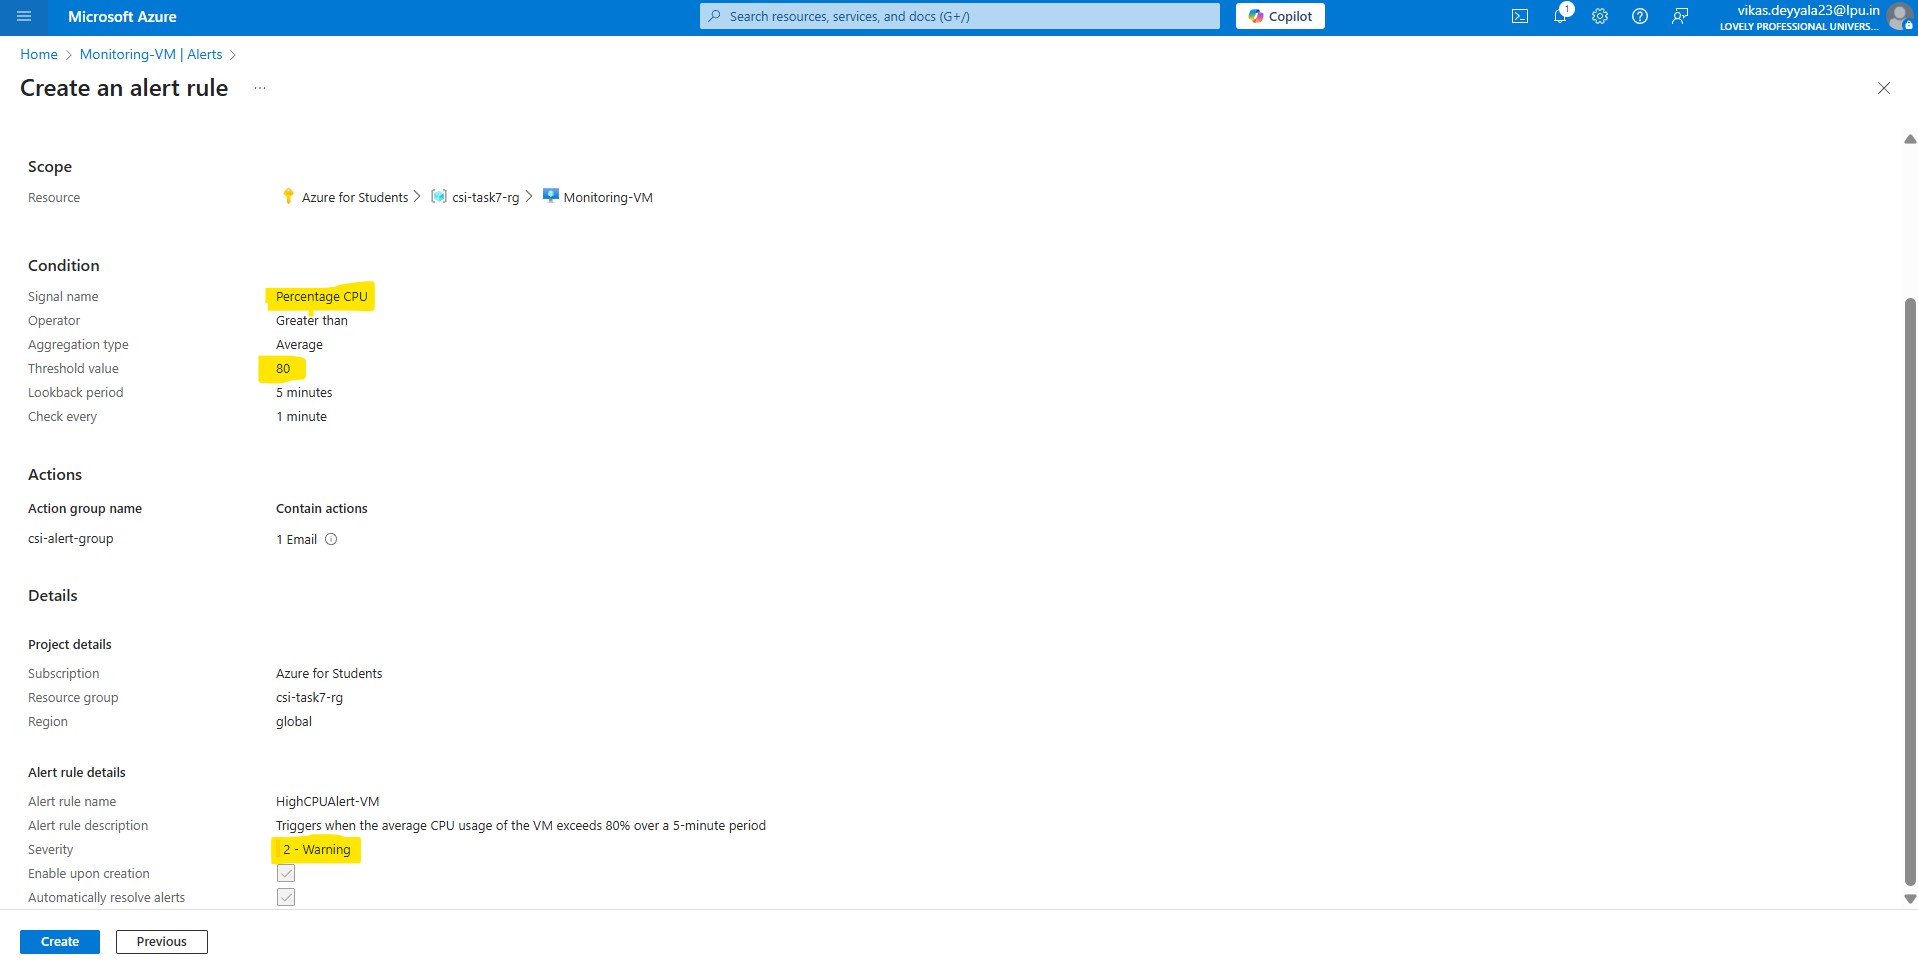 Microsoft Azure
Search resources, services, and docs (G+/)
Copilot
1
vikas.deyyala23@lpu.in
LOVELY PROFESSIONAL UNIVERS...
Home > Monitoring-VM | Alerts >
Create an alert rule ...
Scope
Resource Azure for Students > csi-task7-rg > Monitoring-VM
Condition
Signal name Percentage CPU
Operator Greater than
Aggregation type Average
Threshold value 80
Lookback period 5 minutes
Check every 1 minute
Actions
Action group name Contain actions
csi-alert-group 1 Email
Details
Project details
Subscription Azure for Students
Resource group csi-task7-rg
Region global
Alert rule details
Alert rule name HighCPUAlert-VM
Alert rule description Triggers when the average CPU usage of the VM exceeds 80% over a 5-minute period
Severity 2 - Warning
Enable upon creation
Automatically resolve alerts
Create Previous